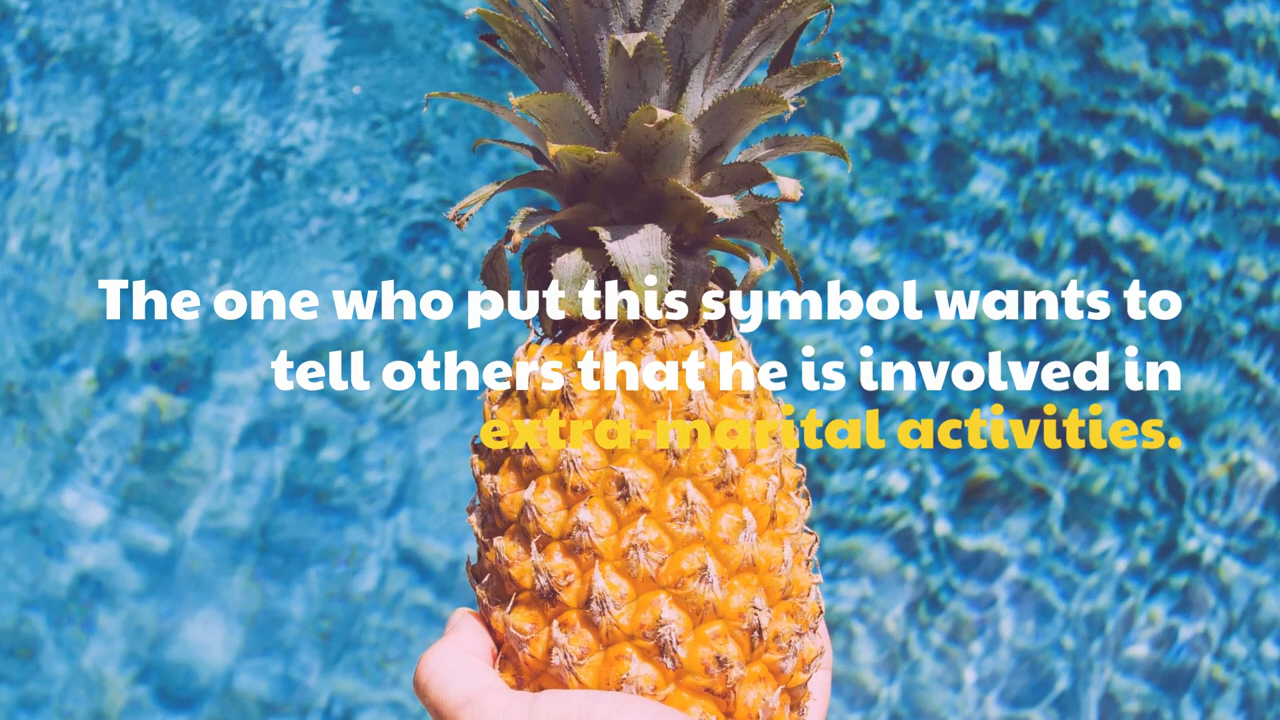 The one who put this symbol wants to
tell others that he is involved in
extra-marital activities.